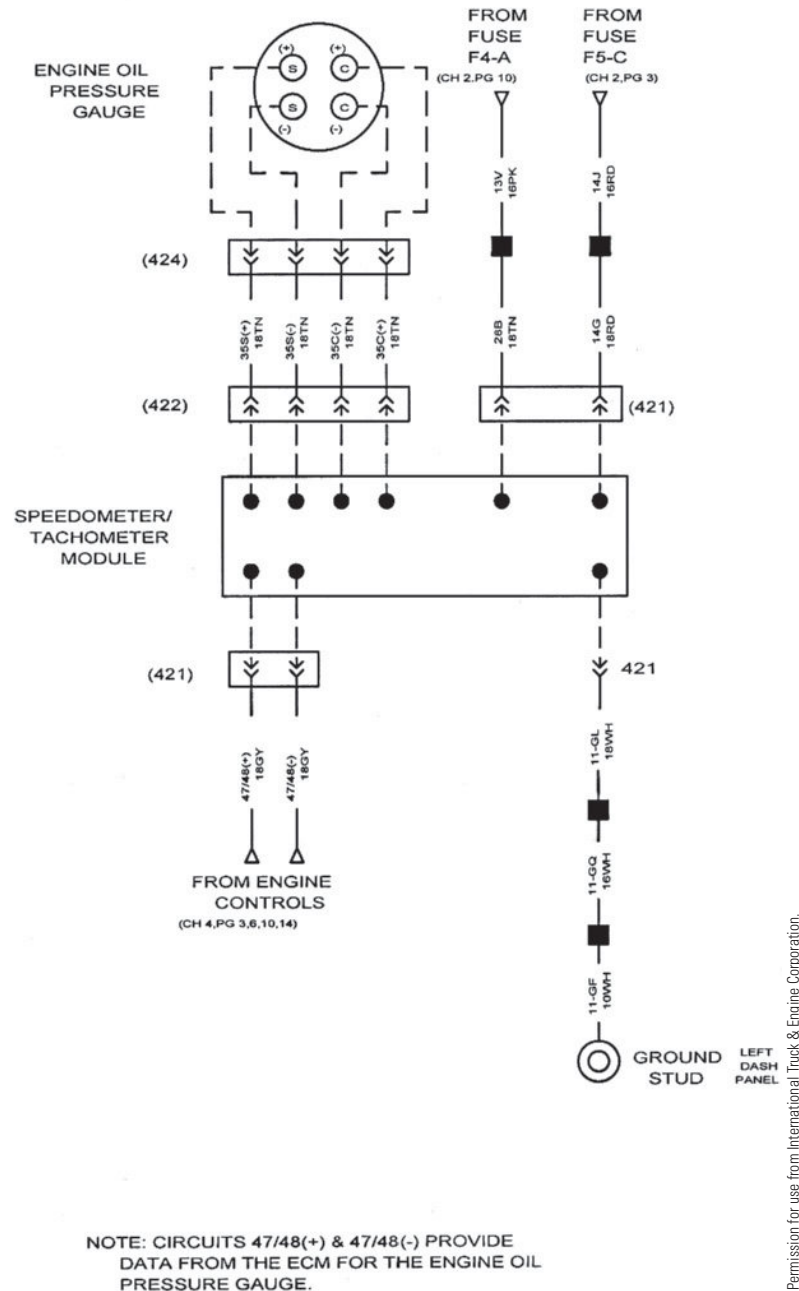 FROM
FUSE
F4-A
(CH 2,PG 10)
FROM
FUSE
F5-C
(CH 2,PG 3)
ENGINE OIL
PRESSURE
GAUGE
(+)
(+)
S
C
S
C
(-)
(-)
13V
16PK
14J
16RD
(424)
35S(+)
18TN
35S(-)
18TN
35C(-)
18TN
35C(+)
18TN
28B
18TN
14G
18RD
(422)
(421)
SPEEDOMETER/
TACHOMETER
MODULE
(421)
421
47/48(+)
18GY
47/48(-)
18GY
11-GL
18WH
FROM ENGINE
CONTROLS
(CH 4,PG 3,6,10,14)
11-GQ
16WH
11-GF
10WH
GROUND
STUD
LEFT
DASH
PANEL
NOTE: CIRCUITS 47/48(+) & 47/48(-) PROVIDE
DATA FROM THE ECM FOR THE ENGINE OIL
PRESSURE GAUGE.
Permission for use from International Truck & Engine Corporation.